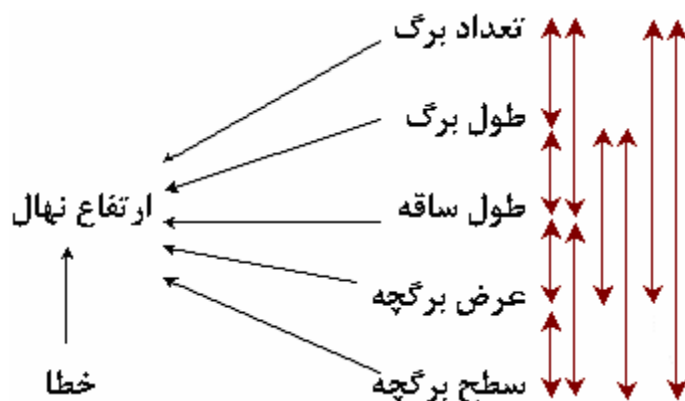 تعداد برگ
طول برگ
طول ساقه
ارتفاع نهال
عرض برگچه
سطح برگچه
خطا